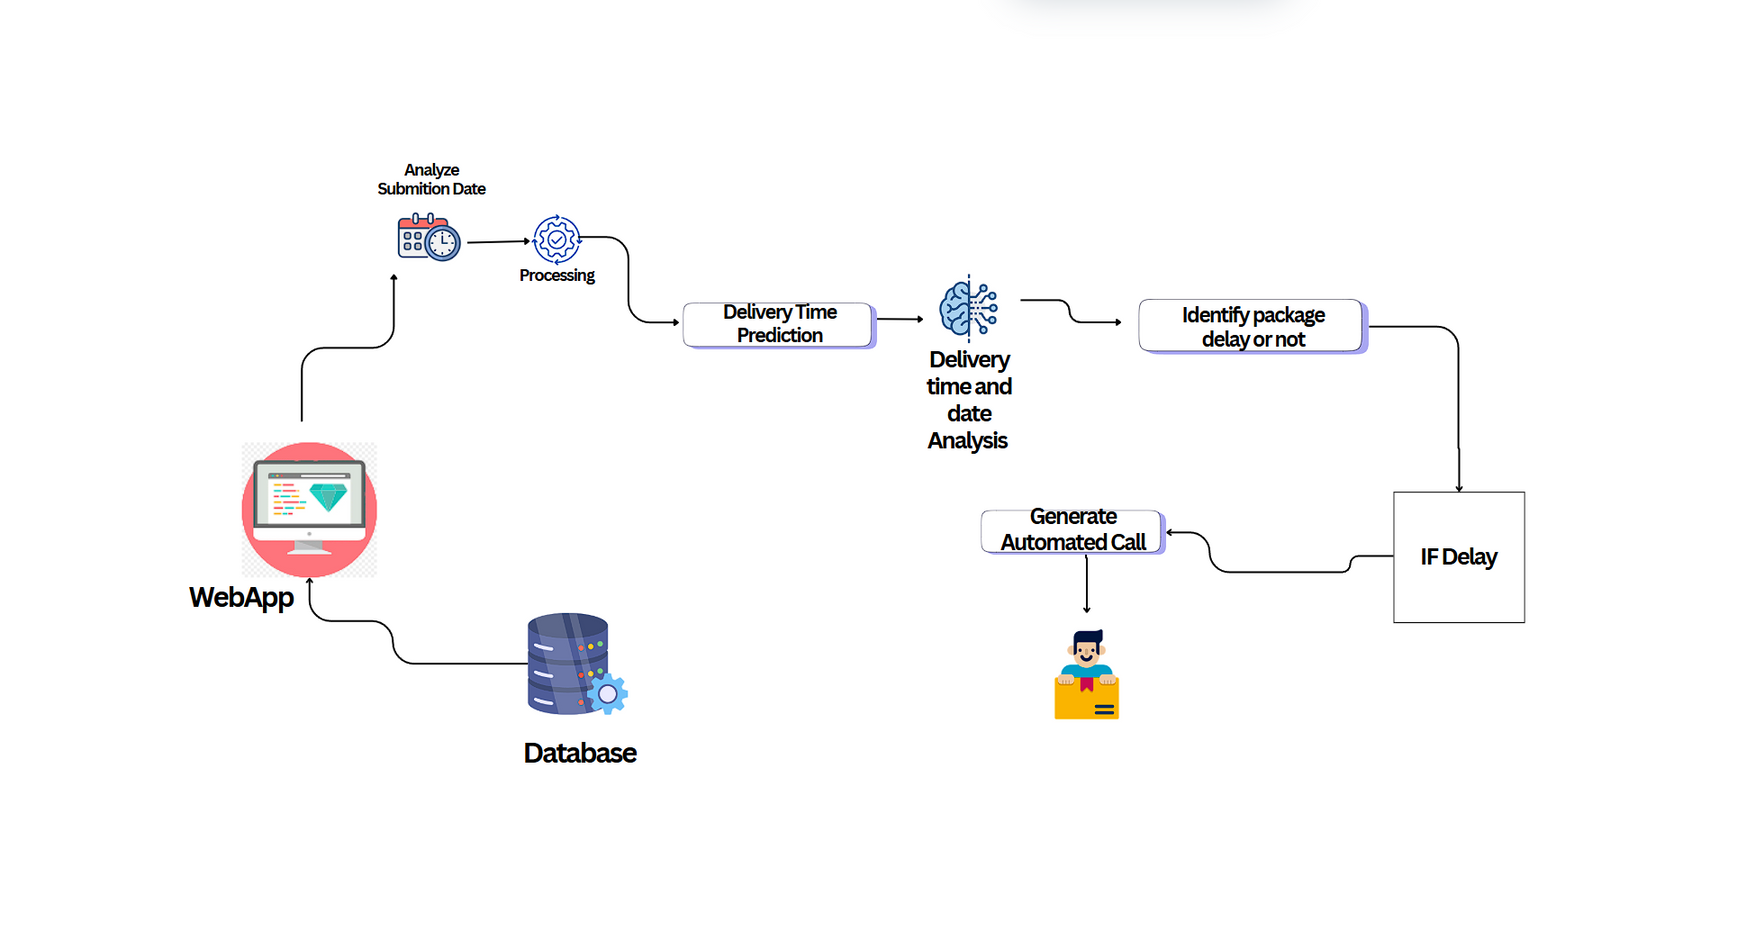 Analyze
Submition Date
Processing
Delivery Time
Prediction
Delivery
time and
date
Analysis
Identify package
delay or not
IF Delay
Generate
Automated Call
WebApp
Database